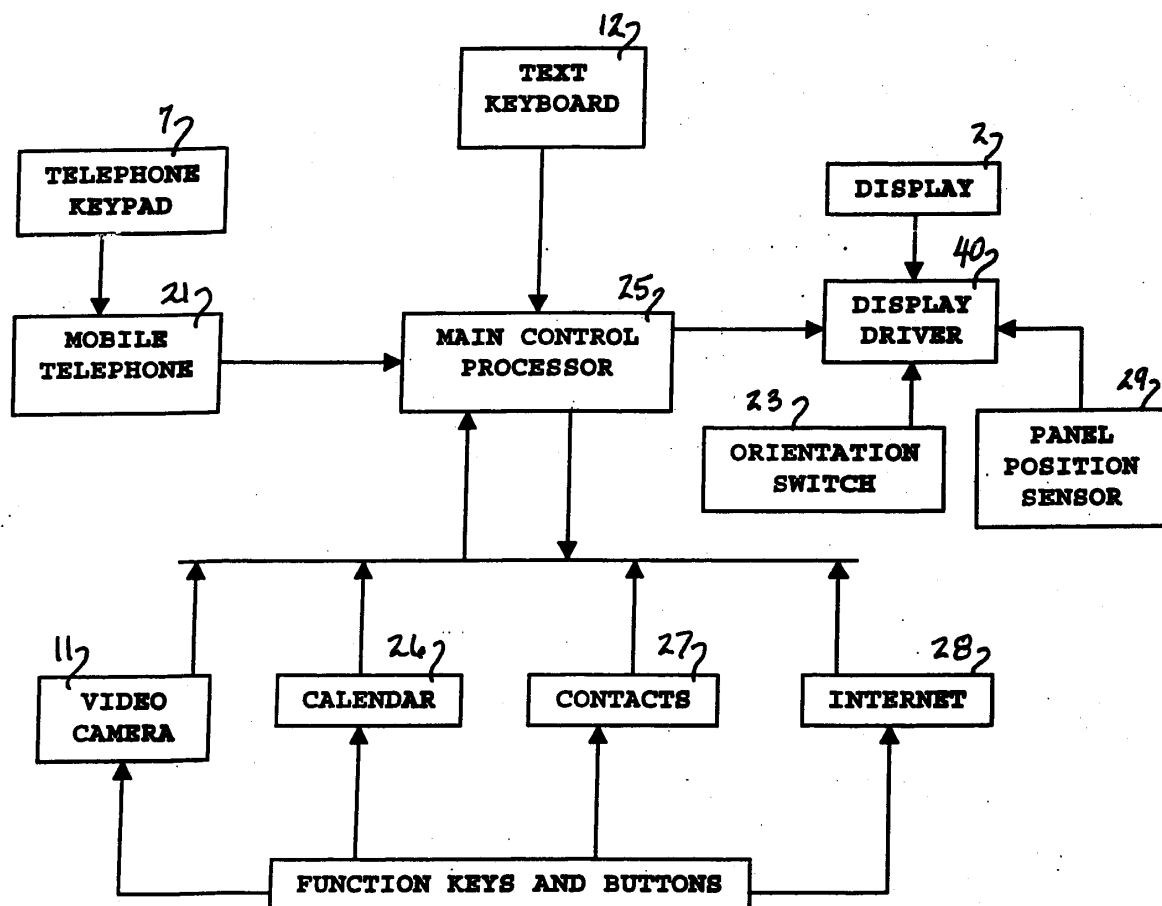 12
TEXT
KEYBOARD
7
TELEPHONE
KEYPAD
2
DISPLAY
21
MOBILE
TELEPHONE
25
MAIN CONTROL
PROCESSOR
40
DISPLAY
DRIVER
23
ORIENTATION
SWITCH
29
PANEL
POSITION
SENSOR
11
VIDEO
CAMERA
26
CALENDAR
27
CONTACTS
28
INTERNET
FUNCTION KEYS AND BUTTONS